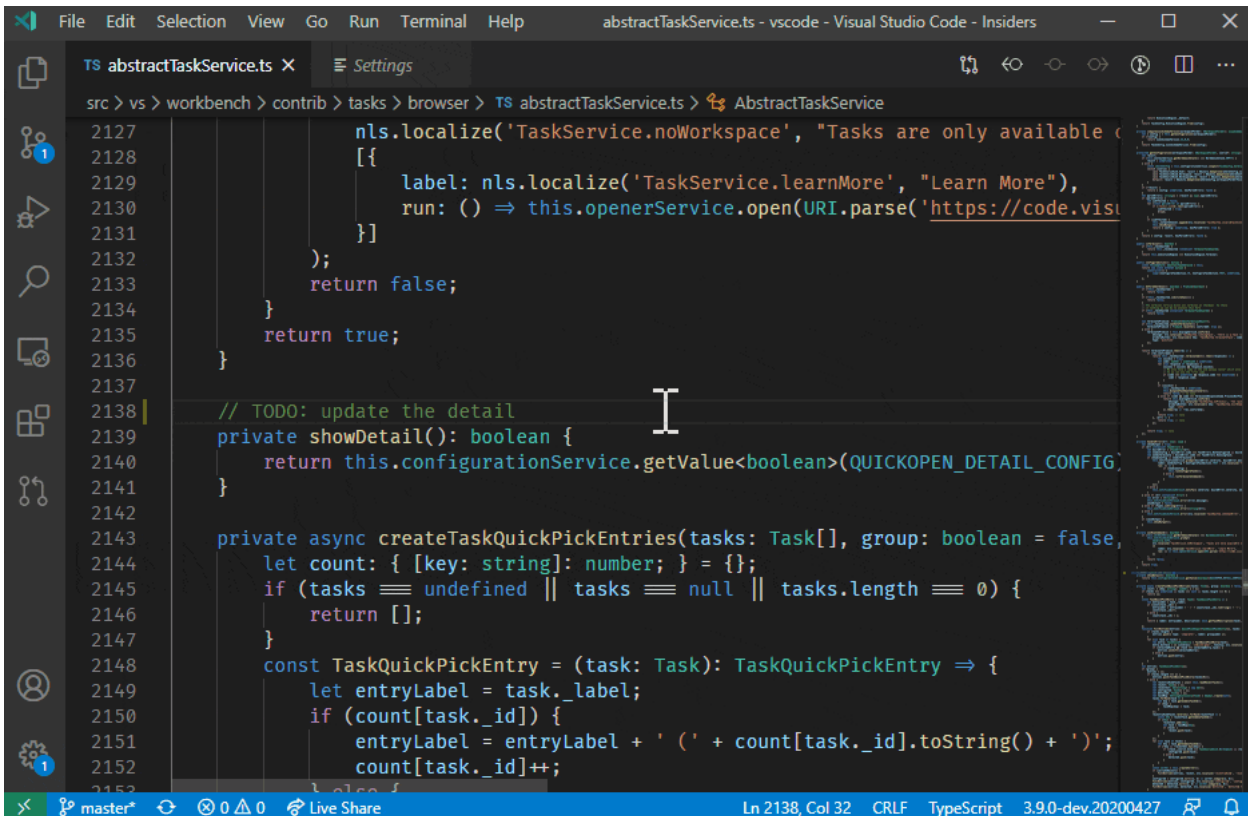 File Edit Selection View Go Run Terminal Help abstractTaskService.ts - vscode - Visual Studio Code - Insiders
TS abstractTaskService.ts Settings
src > vs > workbench > contrib > tasks > browser > TS abstractTaskService.ts > AbstractTaskService
2127 nls.localize('TaskService.noWorkspace', "Tasks are only available
2128 [{
2129 label: nls.localize('TaskService.learnMore', "Learn More"),
2130 run: () ⇒ this.openerService.open(URI.parse('https://code.visu
2131 }]
2132 );
2133 return false;
2134 }
2135 return true;
2136 }
2137
2138 // TODO: update the detail
2139 private showDetail(): boolean {
2140 return this.configurationService.getValue<boolean>(QUICKOPEN_DETAIL_CONFIG)
2141 }
2142
2143 private async createTaskQuickPickEntries(tasks: Task[], group: boolean = false,
2144 let count: { [key: string]: number; } = {};
2145 if (tasks === undefined || tasks === null || tasks.length === 0) {
2146 return [];
2147 }
2148 const TaskQuickPickEntry = (task: Task): TaskQuickPickEntry ⇒ {
2149 let entryLabel = task._label;
2150 if (count[task._id]) {
2151 entryLabel = entryLabel + ' (' + count[task._id].toString() + ')';
2152 count[task._id]++;
2153 } else {
1
1
master* 0 0 Live Share Ln 2138, Col 32 CRLF TypeScript 3.9.0-dev.20200427